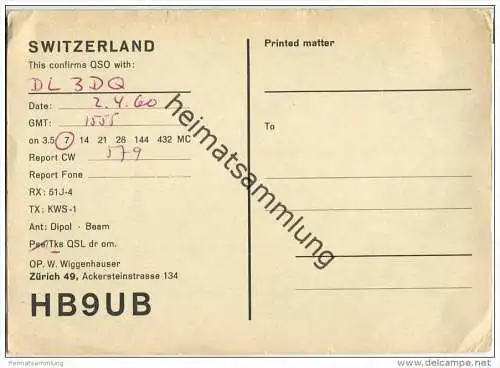 SWITZERLAND
This confirms QSO with:
DL 3DQ
Date: 2.4.60
GMT: 1555
on 3.5 7 14 21 28 144 432 MC
Report CW 579
Report Fone
RX: 51J-4
TX: KWS-1
Ant: Dipol - Beam
Pse/Tks QSL dr om.
OP. W. Wiggenhauser
Zürich 49, Ackersteinstrasse 134
HB9UB
Printed matter
To
heimatsammlung
Heimatsammlung
delcampe.net